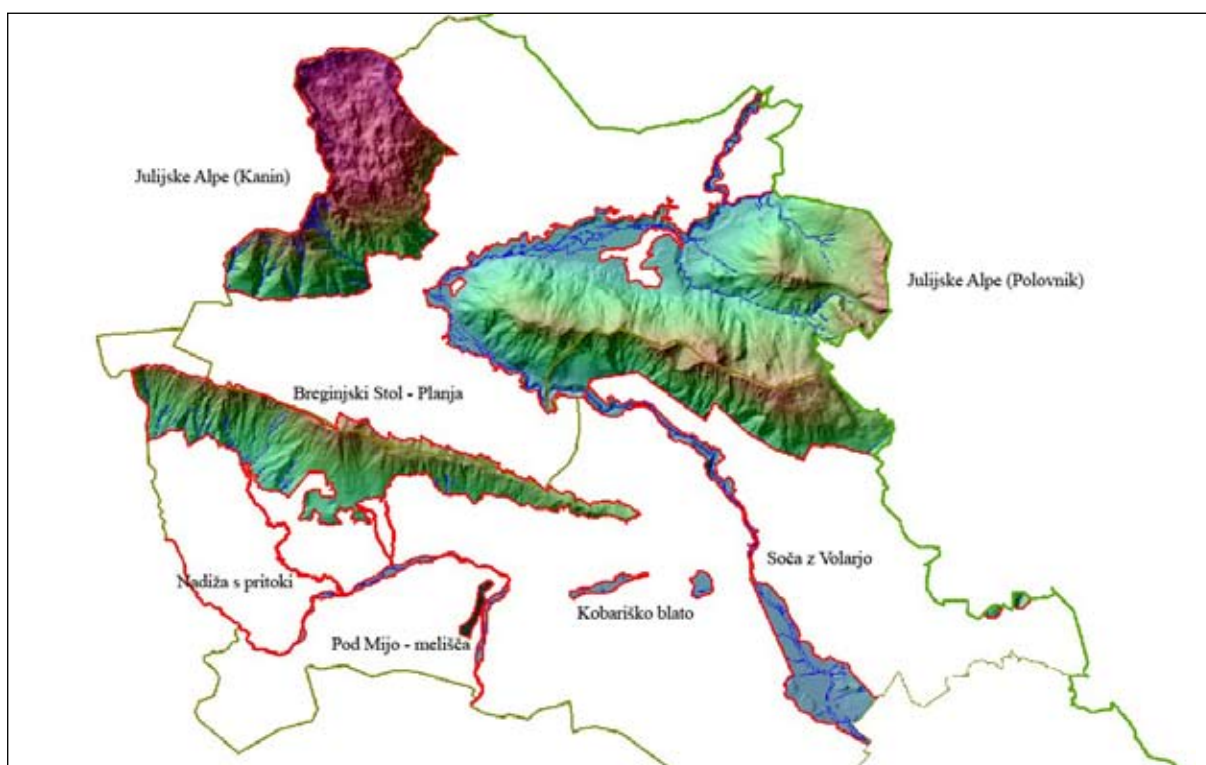 Julijske Alpe (Kanin)
Julijske Alpe (Polovnik)
Breginjski Stol - Planja
Soča z Volarjo
Nadiža s pritoki
Kobariško blato
Pod Mijo - melišča